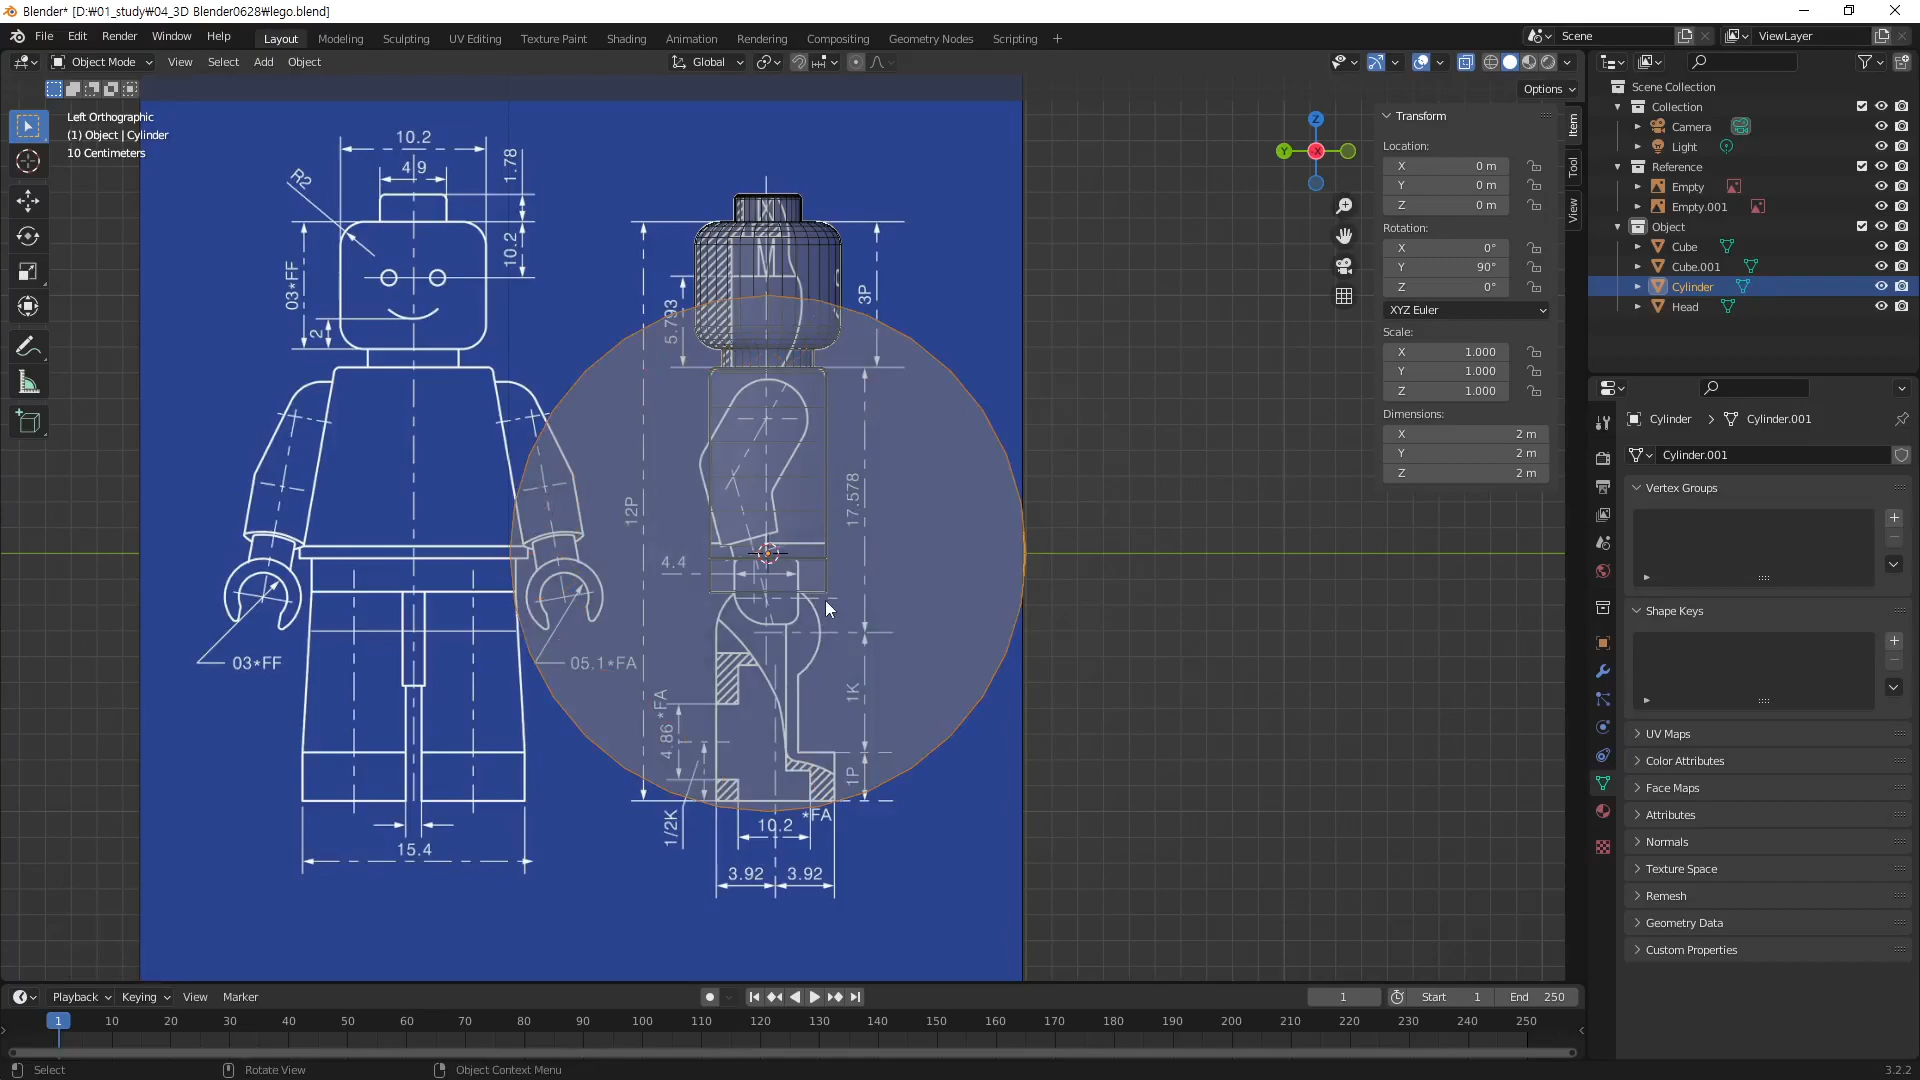 Blender* [D:\01_study\04_3D Blender0628\lego.blend]
File Edit Render Window Help Layout Modeling Sculpting UV Editing Texture Paint Shading Animation Rendering Compositing Geometry Nodes Scripting +
Scene
ViewLayer
Object Mode View Select Add Object Global
Options
Left Orthographic
(1) Object | Cylinder
10 Centimeters
10.2
4.9
1.78
R2
10.2
03*FF
2
03*FF
05.1*FA
15.4
5.793
3P
12P
17.578
4.4
4.86 *FA
1K
1P
1/2K
*FA
10.2
3.92 3.92
Z
Y
X
Item
Tool
View
Transform
Location:
X 0 m
Y 0 m
Z 0 m
Rotation:
X 0°
Y 90°
Z 0°
XYZ Euler
Scale:
X 1.000
Y 1.000
Z 1.000
Dimensions:
X 2 m
Y 2 m
Z 2 m
Scene Collection
Collection
Camera
Light
Reference
Empty
Empty.001
Object
Cube
Cube.001
Cylinder
Head
Cylinder > Cylinder.001
Cylinder.001
Vertex Groups
Shape Keys
UV Maps
Color Attributes
Face Maps
Attributes
Normals
Texture Space
Remesh
Geometry Data
Custom Properties
Playback Keying View Marker
1 Start 1 End 250
1 10 20 30 40 50 60 70 80 90 100 110 120 130 140 150 160 170 180 190 200 210 220 230 240 250
Select Rotate View Object Context Menu 3.2.2